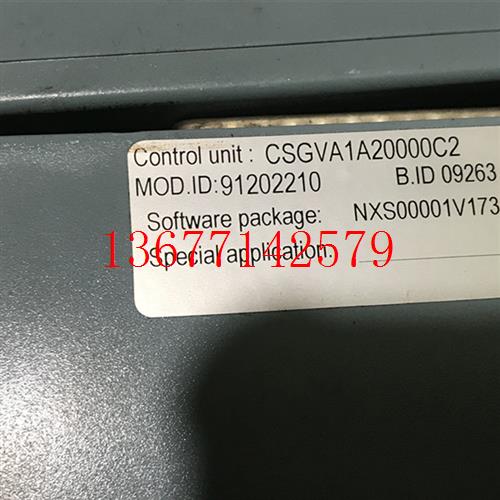 Control unit : CSGVA1A20000C2
MOD.ID:91202210 B.ID 09263
Software package: NXS00001V173
13677142579
Special application: